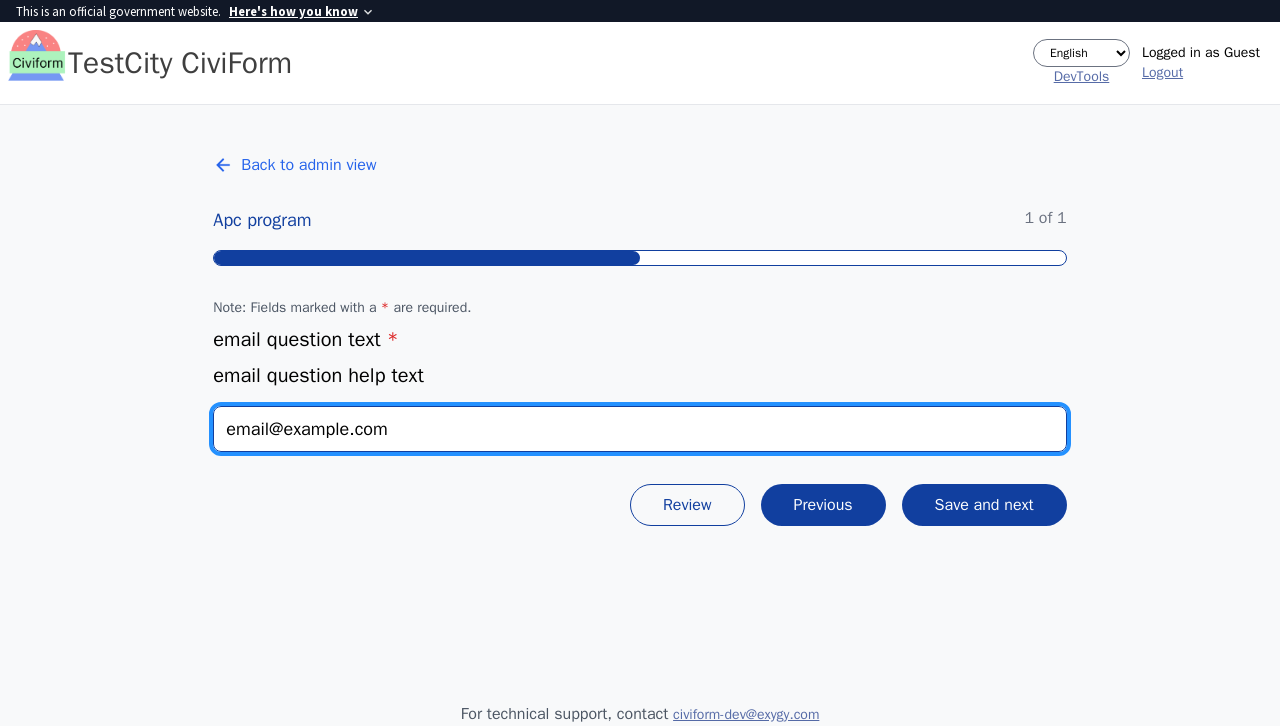 This is an official government website. Here's how you know
Civiform
TestCity CiviForm
English
DevTools
Logged in as Guest
Logout
Back to admin view
Apc program
1 of 1
Note: Fields marked with a * are required.
email question text *
email question help text
email@example.com
Review
Previous
Save and next
For technical support, contact civiform-dev@exygy.com